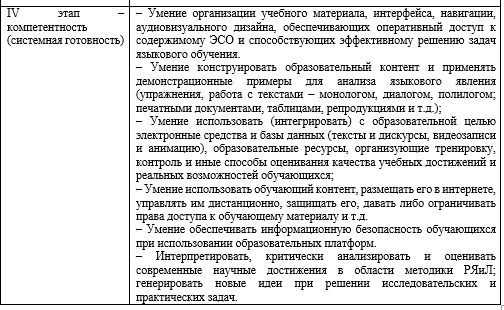 IV этап –
компетентность
(системная готовность)
– Умение организации учебного материала, интерфейса, навигации,
аудиовизуального дизайна, обеспечивающих оперативный доступ к
содержимому ЭСО и способствующих эффективному решению задач
языкового обучения.
– Умение конструировать образовательный контент и применять
демонстрационные примеры для анализа языкового явления
(упражнения, работа с текстами – монологом, диалогом, полилогом;
печатными документами, таблицами, репродукциями и т.д.);
– Умение использовать (интегрировать) с образовательной целью
электронные средства и базы данных (тексты и дискурсы, видеозаписи
и анимацию), образовательные ресурсы, организующие тренировку,
контроль и иные способы оценивания качества учебных достижений и
реальных возможностей обучающихся;
– Умение использовать обучающий контент, размещать его в интернете,
управлять им дистанционно, защищать его, давать либо ограничивать
права доступа к обучающему материалу и т.д.
– Умение обеспечивать информационную безопасность обучающихся
при использовании образовательных платформ.
– Интерпретировать, критически анализировать и оценивать
современные научные достижения в области методики РЯиЛ;
генерировать новые идеи при решении исследовательских и
практических задач.